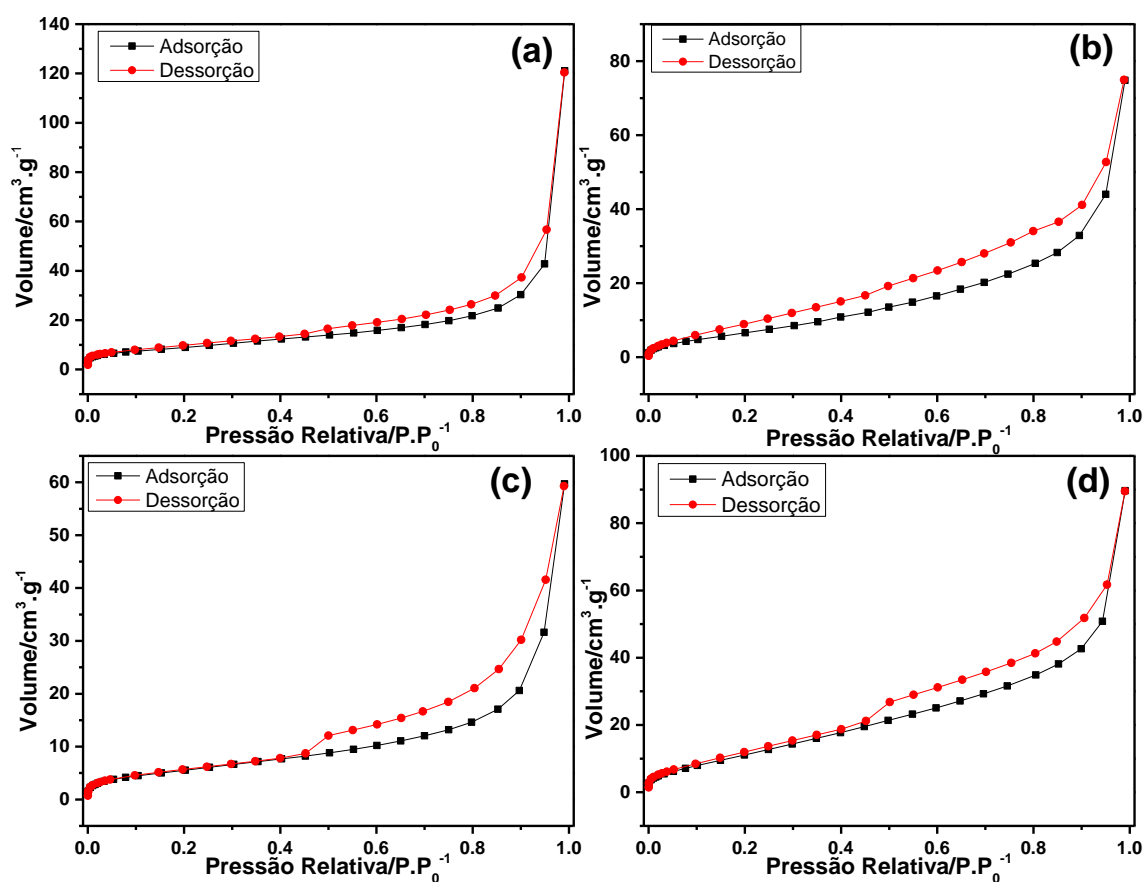 (a)
Adsorção
Dessorção
Volume/cm³.g⁻¹
140
120
100
80
60
40
20
0
0.0 0.2 0.4 0.6 0.8 1.0
Pressão Relativa/P.P₀⁻¹
(b)
Adsorção
Dessorção
Volume/cm³.g⁻¹
80
60
40
20
0
0.0 0.2 0.4 0.6 0.8 1.0
Pressão Relativa/P.P₀⁻¹
(c)
Adsorção
Dessorção
Volume/cm³.g⁻¹
60
50
40
30
20
10
0
0.0 0.2 0.4 0.6 0.8 1.0
Pressão Relativa/P.P₀⁻¹
(d)
Adsorção
Dessorção
Volume/cm³.g⁻¹
100
80
60
40
20
0
0.0 0.2 0.4 0.6 0.8 1.0
Pressão Relativa/P.P₀⁻¹